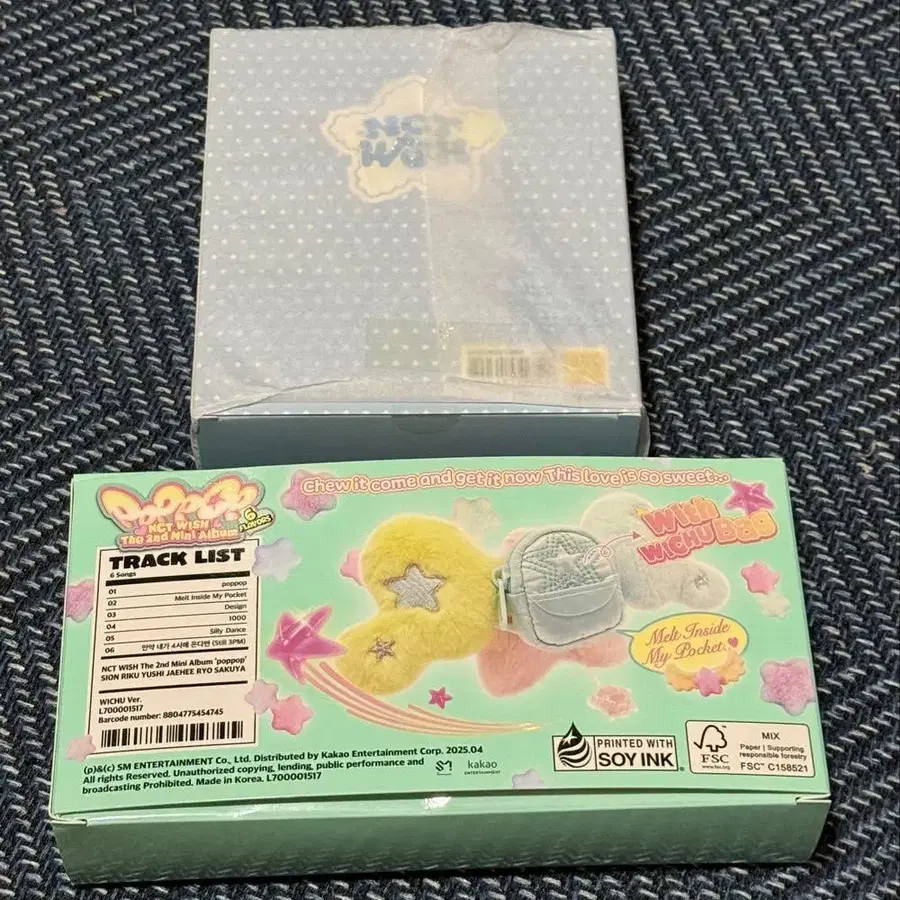 NCT
Wish
poppop
NCT WISH
The 2nd Mini Album
6
FLAVORS
TRACK LIST
6 Songs
01 poppop
02 Melt Inside My Pocket
03 Design
04 1000
05 Silly Dance
06 만약 네가 4시에 온다면 (Still 3PM)
NCT WISH The 2nd Mini Album 'poppop'
SION RIKU YUSHI JAEHEE RYO SAKUYA
WICHU Ver.
L700001517
Barcode number: 8804775454745
Chew it come and get it now This love is so sweet...
With
WICHU Bag
Melt Inside
My Pocket
(p)&(c) SM ENTERTAINMENT Co., Ltd. Distributed by Kakao Entertainment Corp. 2025.04
All rights Reserved. Unauthorized copying, lending, public performance and
broadcasting Prohibited. Made in Korea. L700001517
SM
kakao
ENTERTAINMENT
PRINTED WITH
SOY INK
FSC
www.fsc.org
MIX
Paper | Supporting
responsible forestry
FSC™ C158521